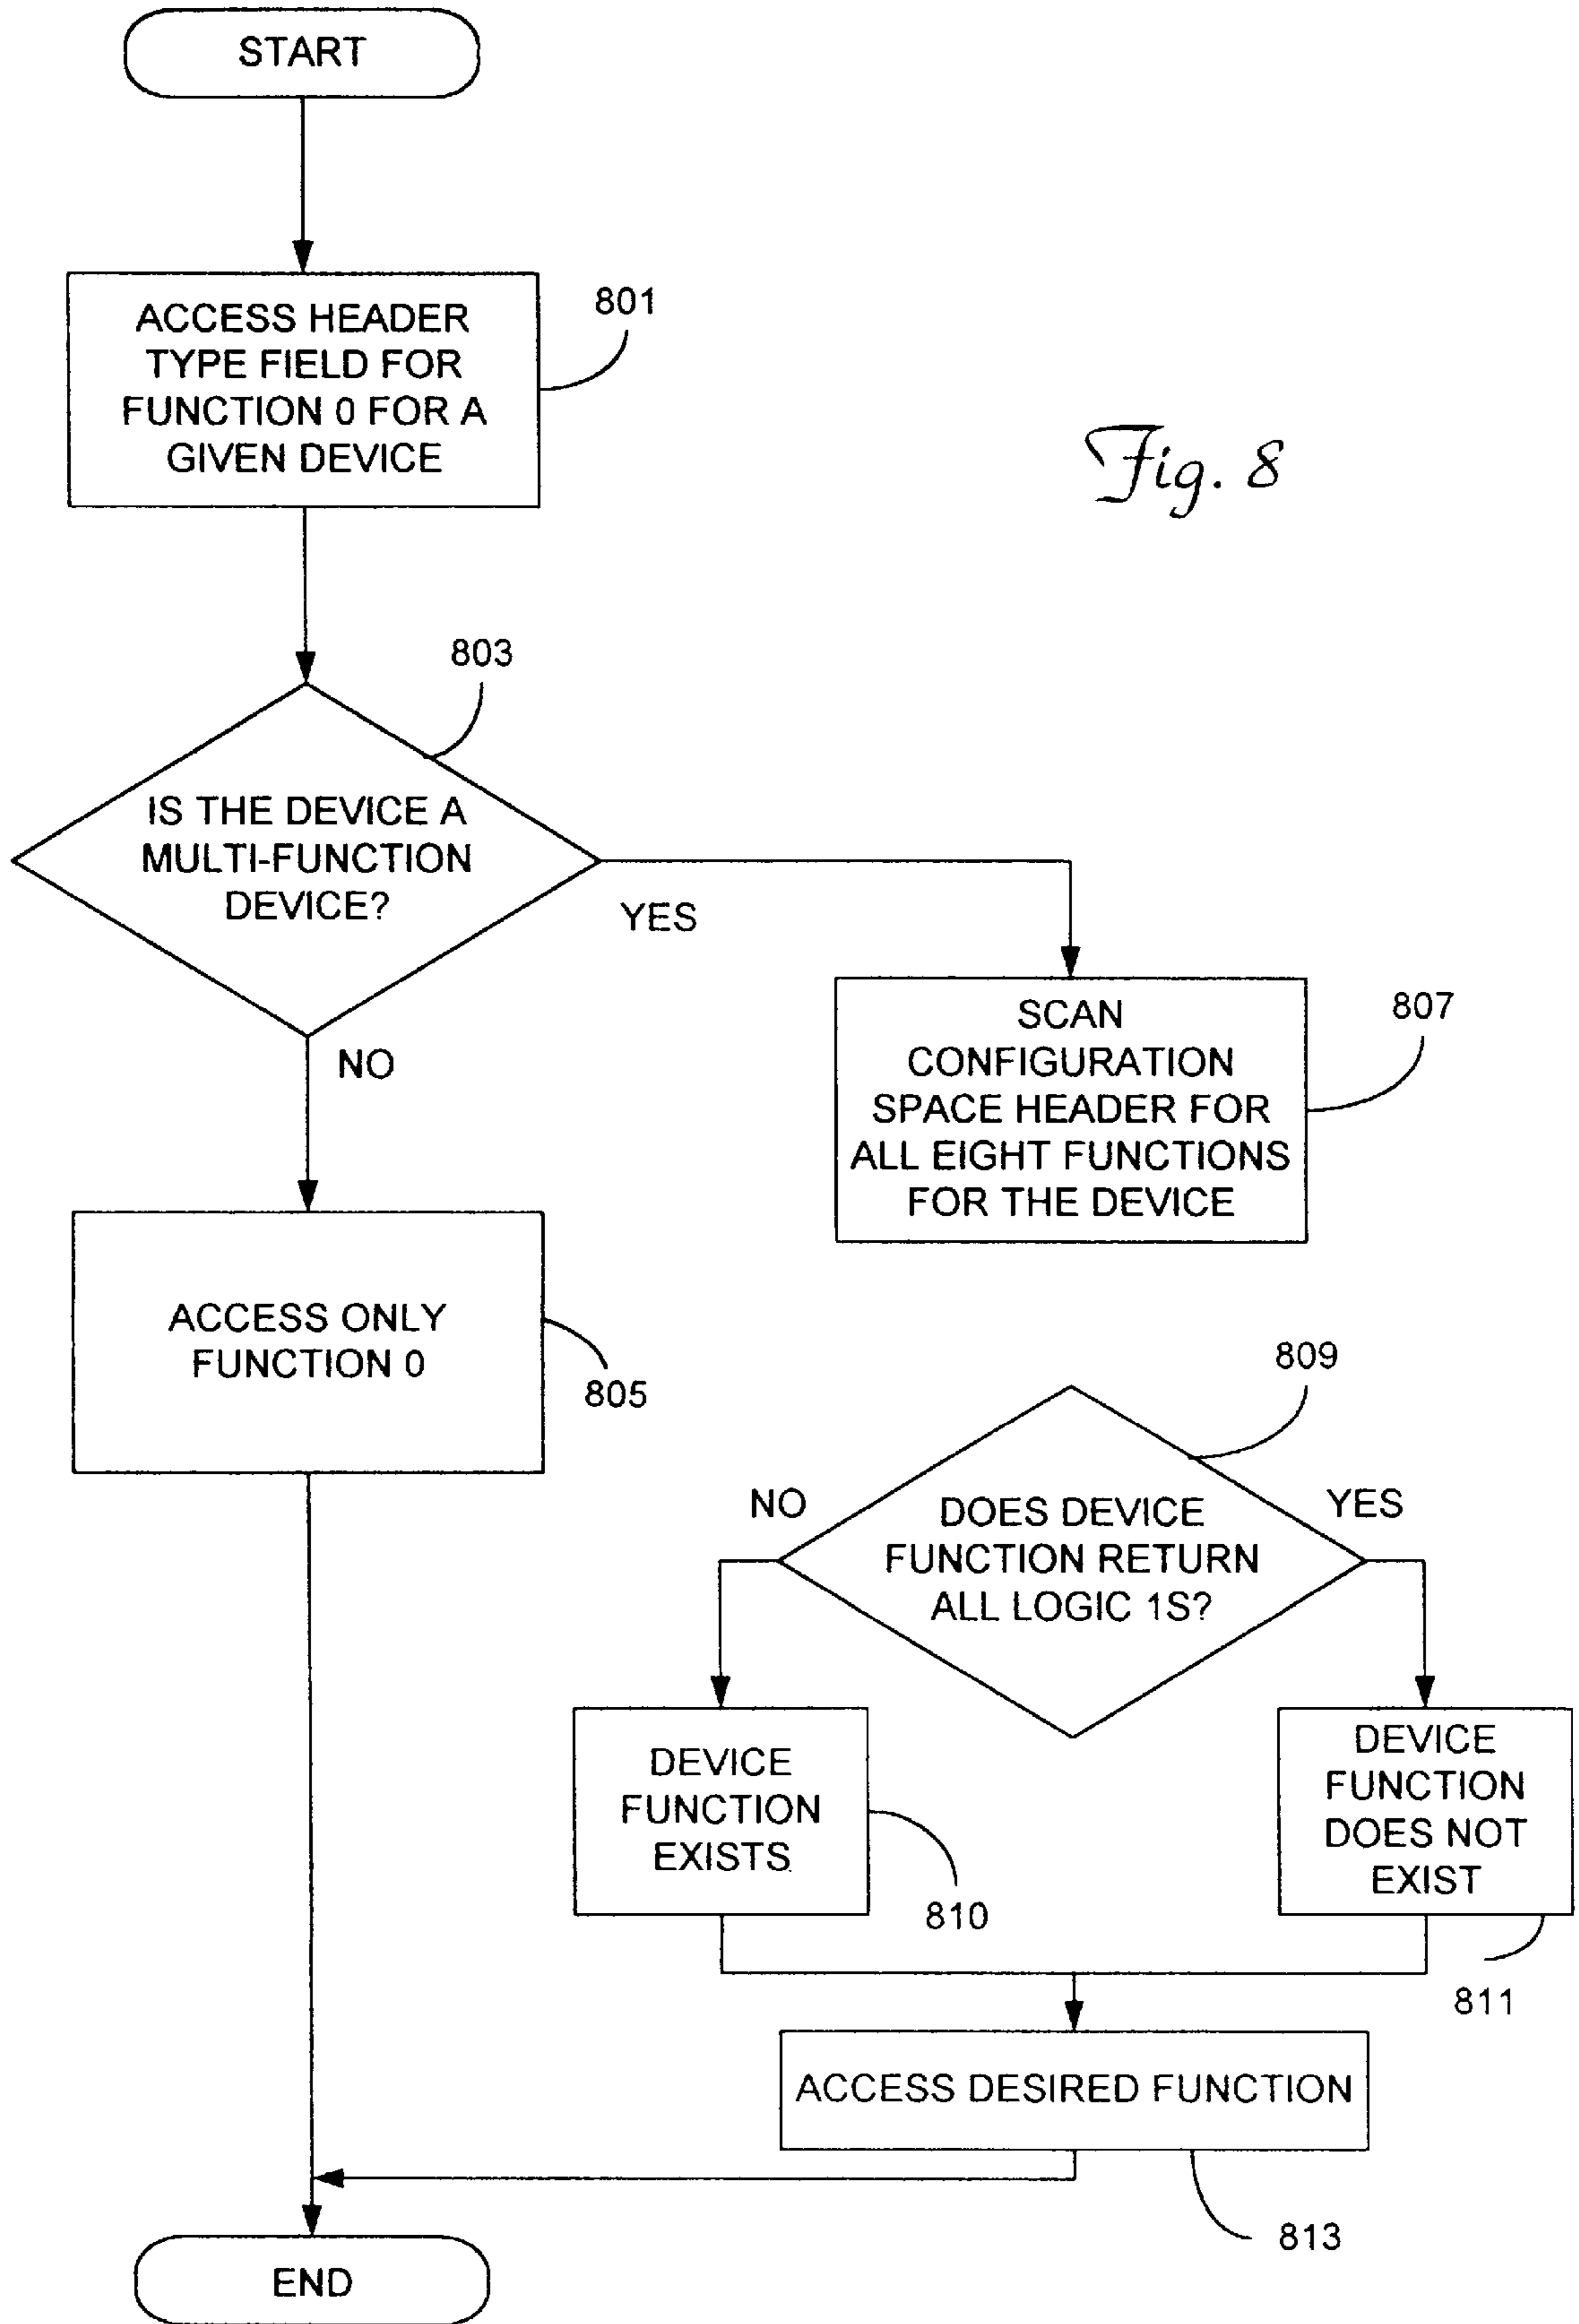 START
ACCESS HEADER
TYPE FIELD FOR
FUNCTION 0 FOR A
GIVEN DEVICE
801
Fig. 8
803
IS THE DEVICE A
MULTI-FUNCTION
DEVICE?
YES
NO
SCAN
CONFIGURATION
SPACE HEADER FOR
ALL EIGHT FUNCTIONS
FOR THE DEVICE
807
ACCESS ONLY
FUNCTION 0
805
809
NO
YES
DOES DEVICE
FUNCTION RETURN
ALL LOGIC 1S?
DEVICE
FUNCTION
EXISTS
810
DEVICE
FUNCTION
DOES NOT
EXIST
811
ACCESS DESIRED FUNCTION
813
END